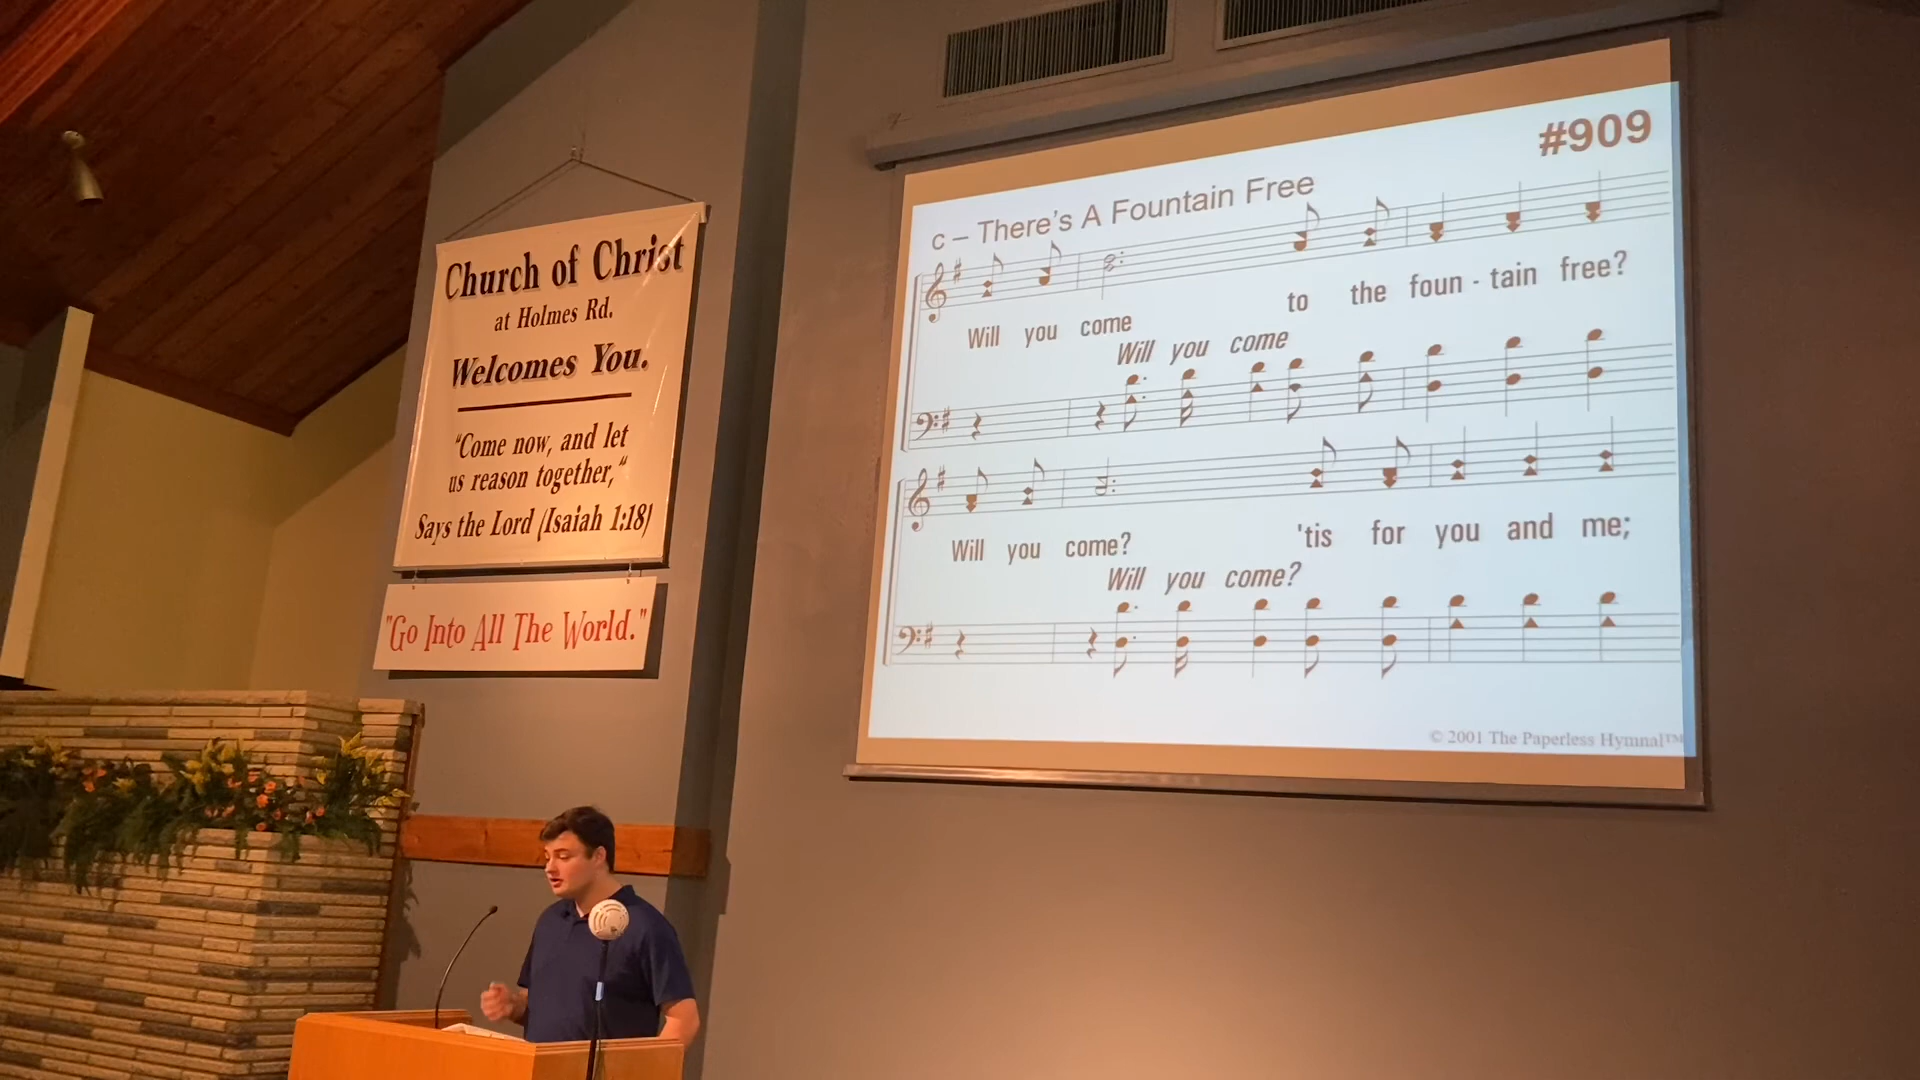 Church of Christ
at Holmes Rd.
Welcomes You.
"Come now, and let
us reason together,"
Says the Lord (Isaiah 1:18)
"Go Into All The World."
#909
c – There's A Fountain Free
Will you come to the foun - tain free?
Will you come
Will you come? 'tis for you and me;
Will you come?
© 2001 The Paperless Hymnal™